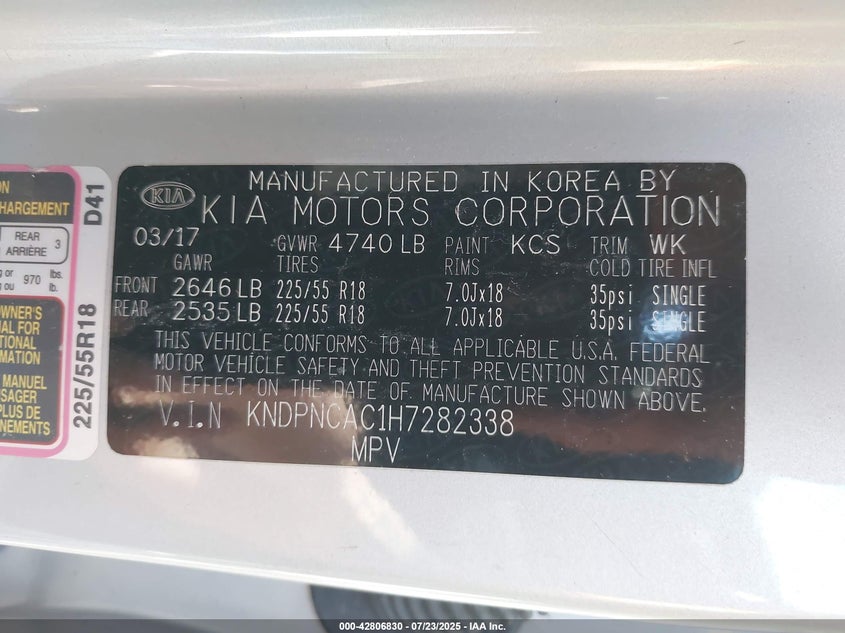 ON
HARGEMENT
REAR
ARRIÈRE 3
g or 970 lbs.
ou lb.
OWNER'S
AL FOR
TIONAL
MATION
MANUEL
SAGER
PLUS DE
NEMENTS
D41
225/55R18
KIA
MANUFACTURED IN KOREA BY
KIA MOTORS CORPORATION
03/17 GVWR 4740 LB PAINT KCS TRIM WK
GAWR TIRES RIMS COLD TIRE INFL
FRONT 2646 LB 225/55 R18 7.0Jx18 35psi SINGLE
REAR 2535 LB 225/55 R18 7.0Jx18 35psi SINGLE
THIS VEHICLE CONFORMS TO ALL APPLICABLE U.S.A. FEDERAL
MOTOR VEHICLE SAFETY AND THEFT PREVENTION STANDARDS
IN EFFECT ON THE DATE OF MANUFACTURE SHOWN ABOVE.
V.I.N KNDPNCAC1H7282338
MPV
000-42806830 - 07/23/2025 - IAA Inc.